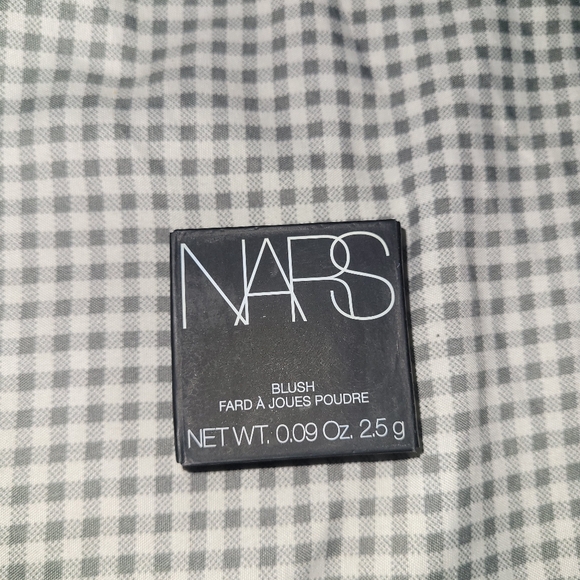 NARS
BLUSH
FARD À JOUES POUDRE
NET WT. 0.09 Oz. 2.5 g